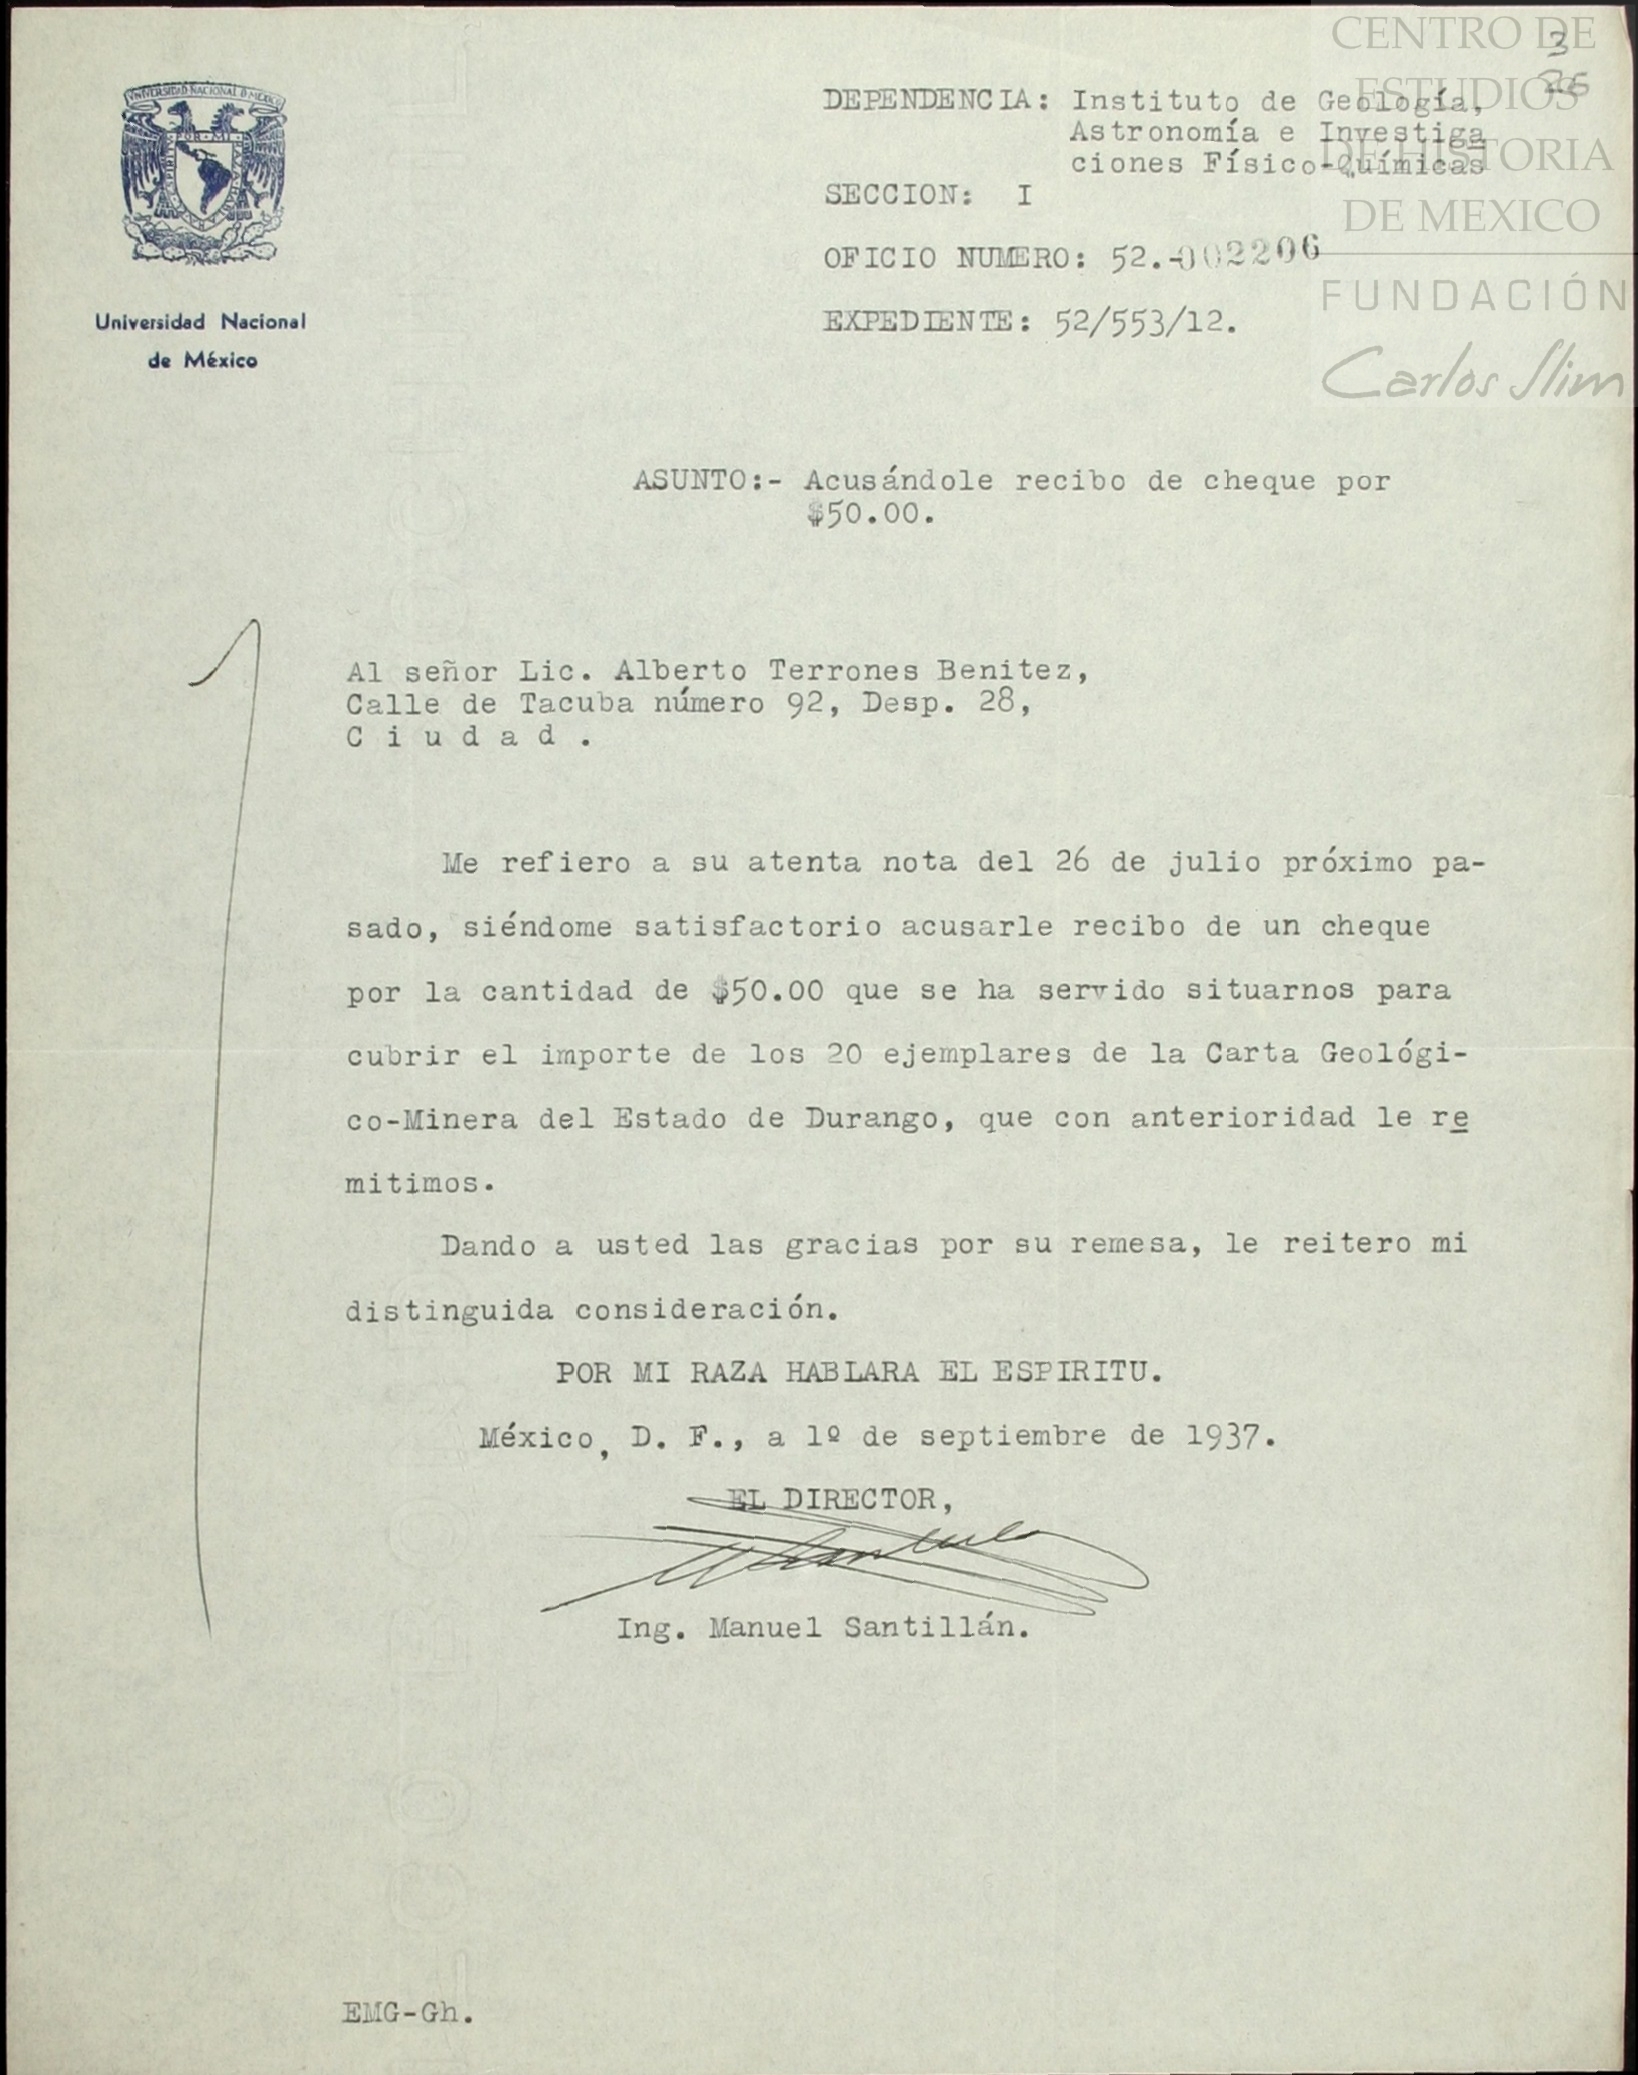 CENTRO DE
ESTUDIOS
DE HISTORIA
DE MEXICO
FUNDACIÓN
Carlos Slim
3
26
UNIVERSIDAD NACIONAL D MEXICO
POR MI
Universidad Nacional
de México
DEPENDENCIA: Instituto de Geología,
Astronomía e Investiga
ciones Físico-Químicas
SECCION: I
OFICIO NUMERO: 52.-002206
EXPEDIENTE: 52/553/12.
ASUNTO:- Acusándole recibo de cheque por
$50.00.
Al señor Lic. Alberto Terrones Benitez,
Calle de Tacuba número 92, Desp. 28,
C i u d a d .
Me refiero a su atenta nota del 26 de julio próximo pa-
sado, siéndome satisfactorio acusarle recibo de un cheque
por la cantidad de $50.00 que se ha servido situarnos para
cubrir el importe de los 20 ejemplares de la Carta Geológi-
co-Minera del Estado de Durango, que con anterioridad le re
mitimos.
Dando a usted las gracias por su remesa, le reitero mi
distinguida consideración.
POR MI RAZA HABLARA EL ESPIRITU.
México, D. F., a 1º de septiembre de 1937.
EL DIRECTOR,
Ing. Manuel Santillán.
EMG-Gh.